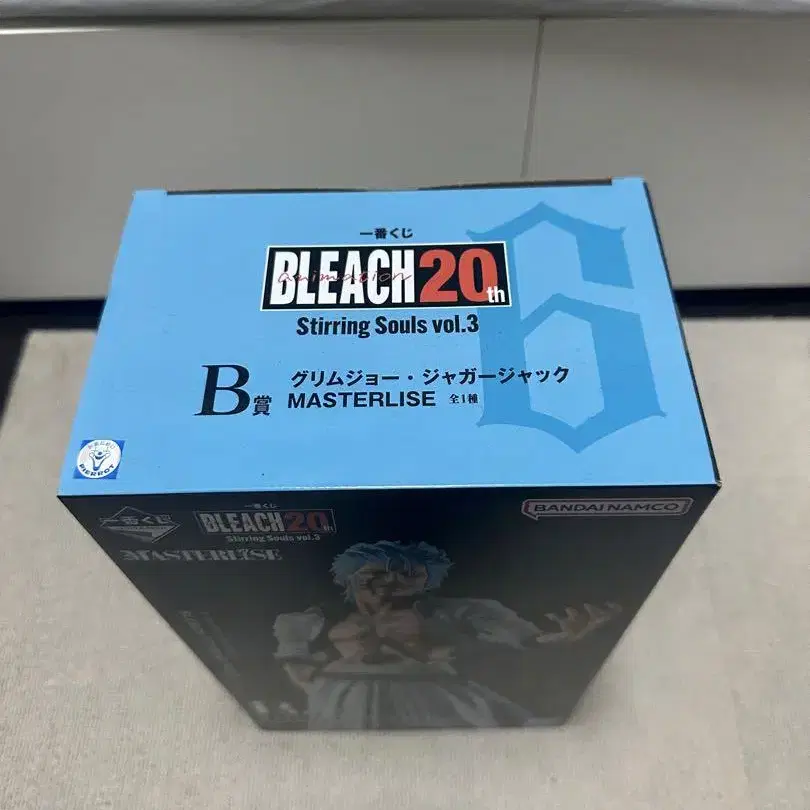 一番くじ
BLEACH 20th
animation
Stirring Souls vol.3
6
B賞
グリムジョー・ジャガージャック
MASTERLISE 全1種
PIERROT
一番くじ
BLEACH 20th
Stirring Souls vol.3
MASTERLISE
BANDAI NAMCO